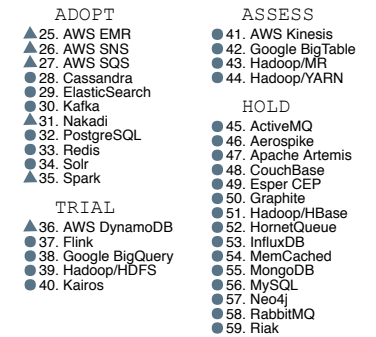 ADOPT
25. AWS EMR
26. AWS SNS
27. AWS SQS
28. Cassandra
29. ElasticSearch
30. Kafka
31. Nakadi
32. PostgreSQL
33. Redis
34. Solr
35. Spark
TRIAL
36. AWS DynamoDB
37. Flink
38. Google BigQuery
39. Hadoop/HDFS
40. Kairos
ASSESS
41. AWS Kinesis
42. Google BigTable
43. Hadoop/MR
44. Hadoop/YARN
HOLD
45. ActiveMQ
46. Aerospike
47. Apache Artemis
48. CouchBase
49. Esper CEP
50. Graphite
51. Hadoop/HBase
52. HornetQueue
53. InfluxDB
54. MemCached
55. MongoDB
56. MySQL
57. Neo4j
58. RabbitMQ
59. Riak